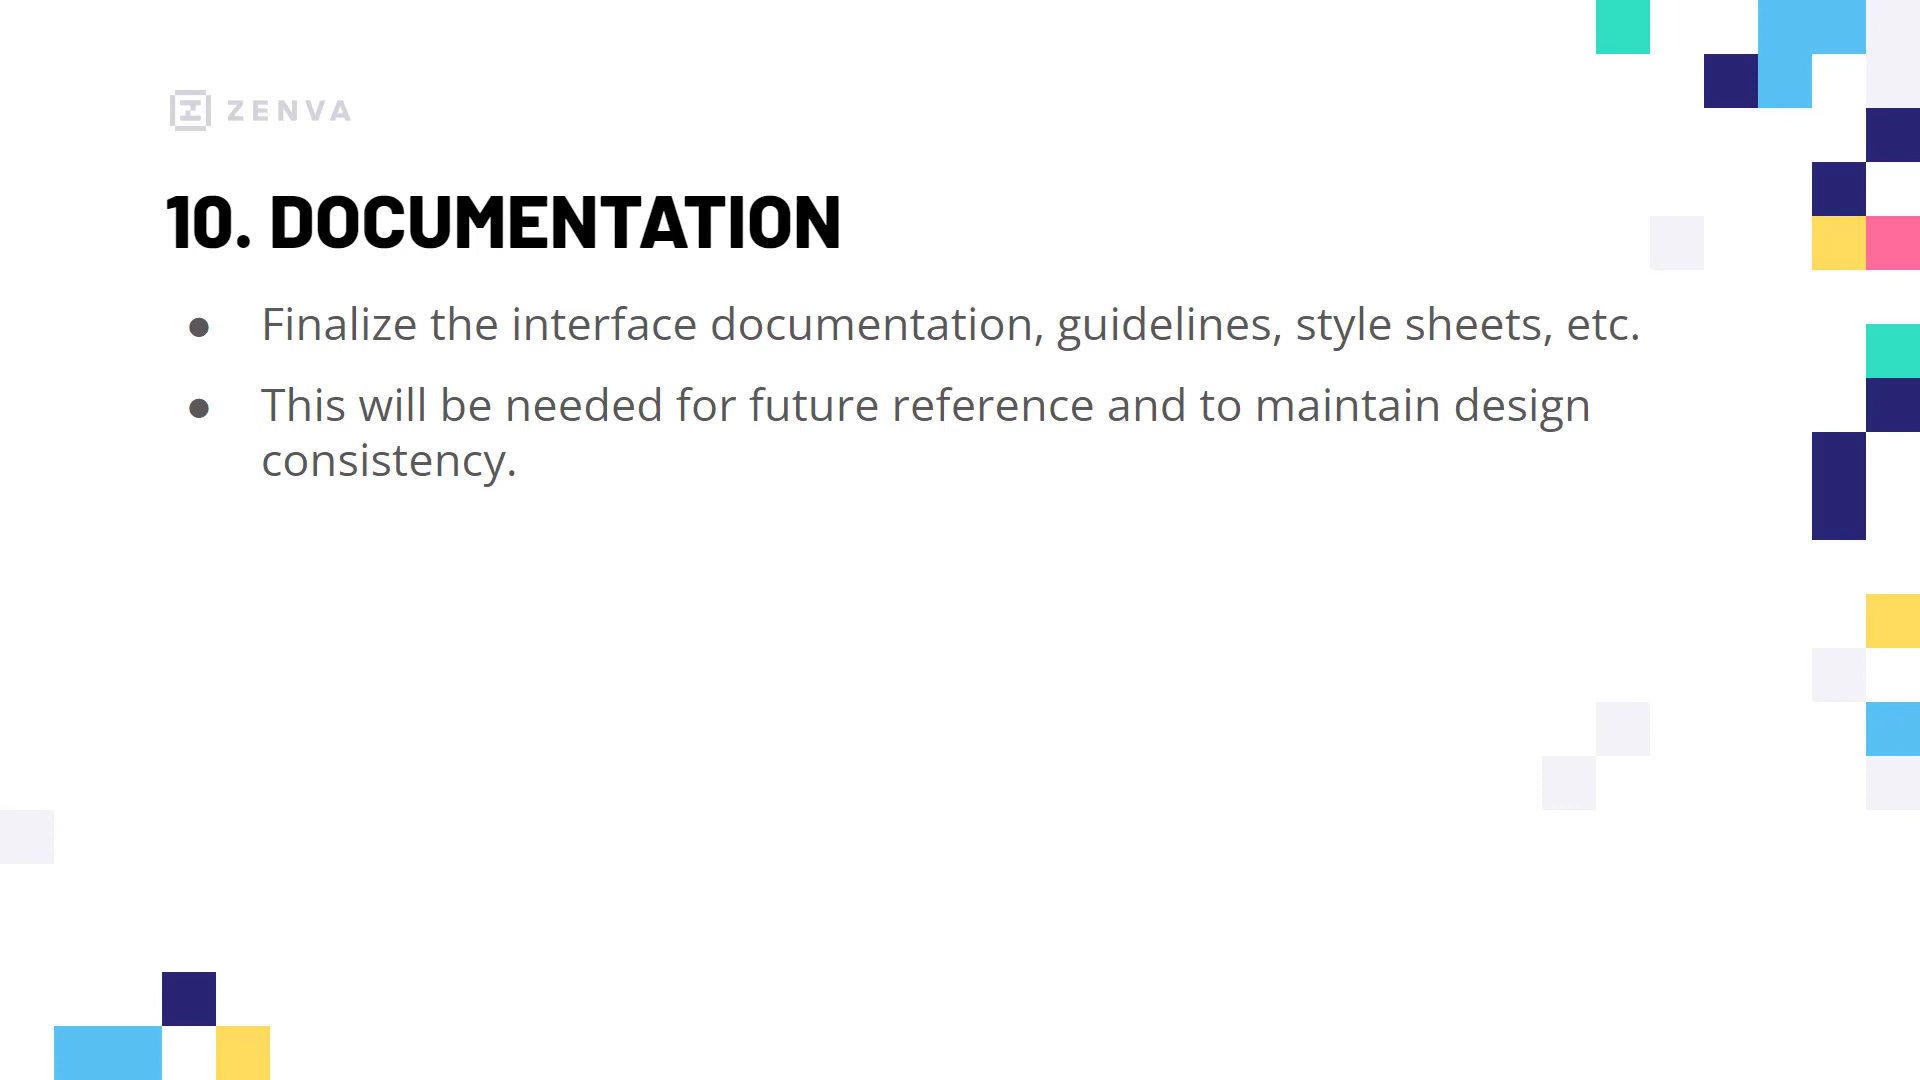 ZENVA
10. DOCUMENTATION
● Finalize the interface documentation, guidelines, style sheets, etc.
● This will be needed for future reference and to maintain design
consistency.